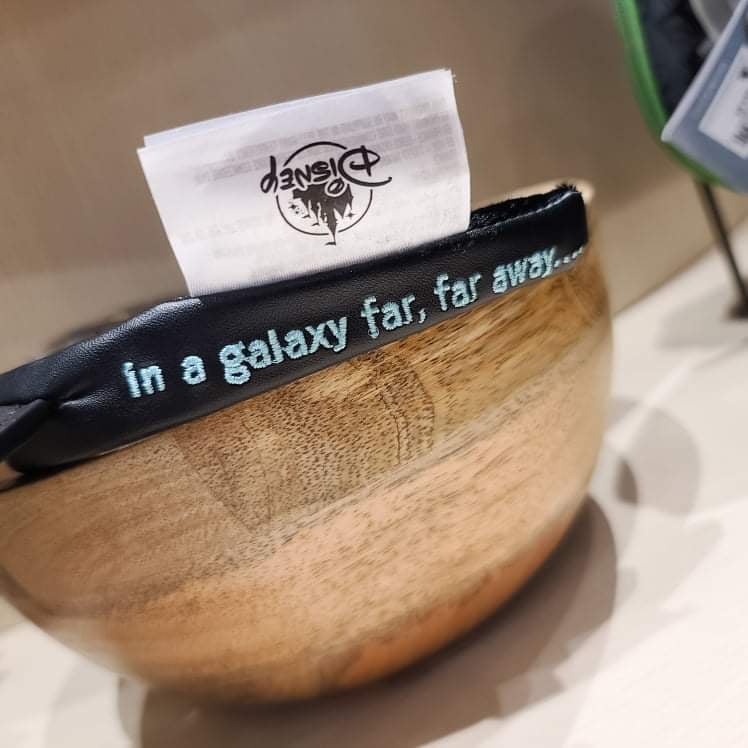 Disney
in a galaxy far, far away....